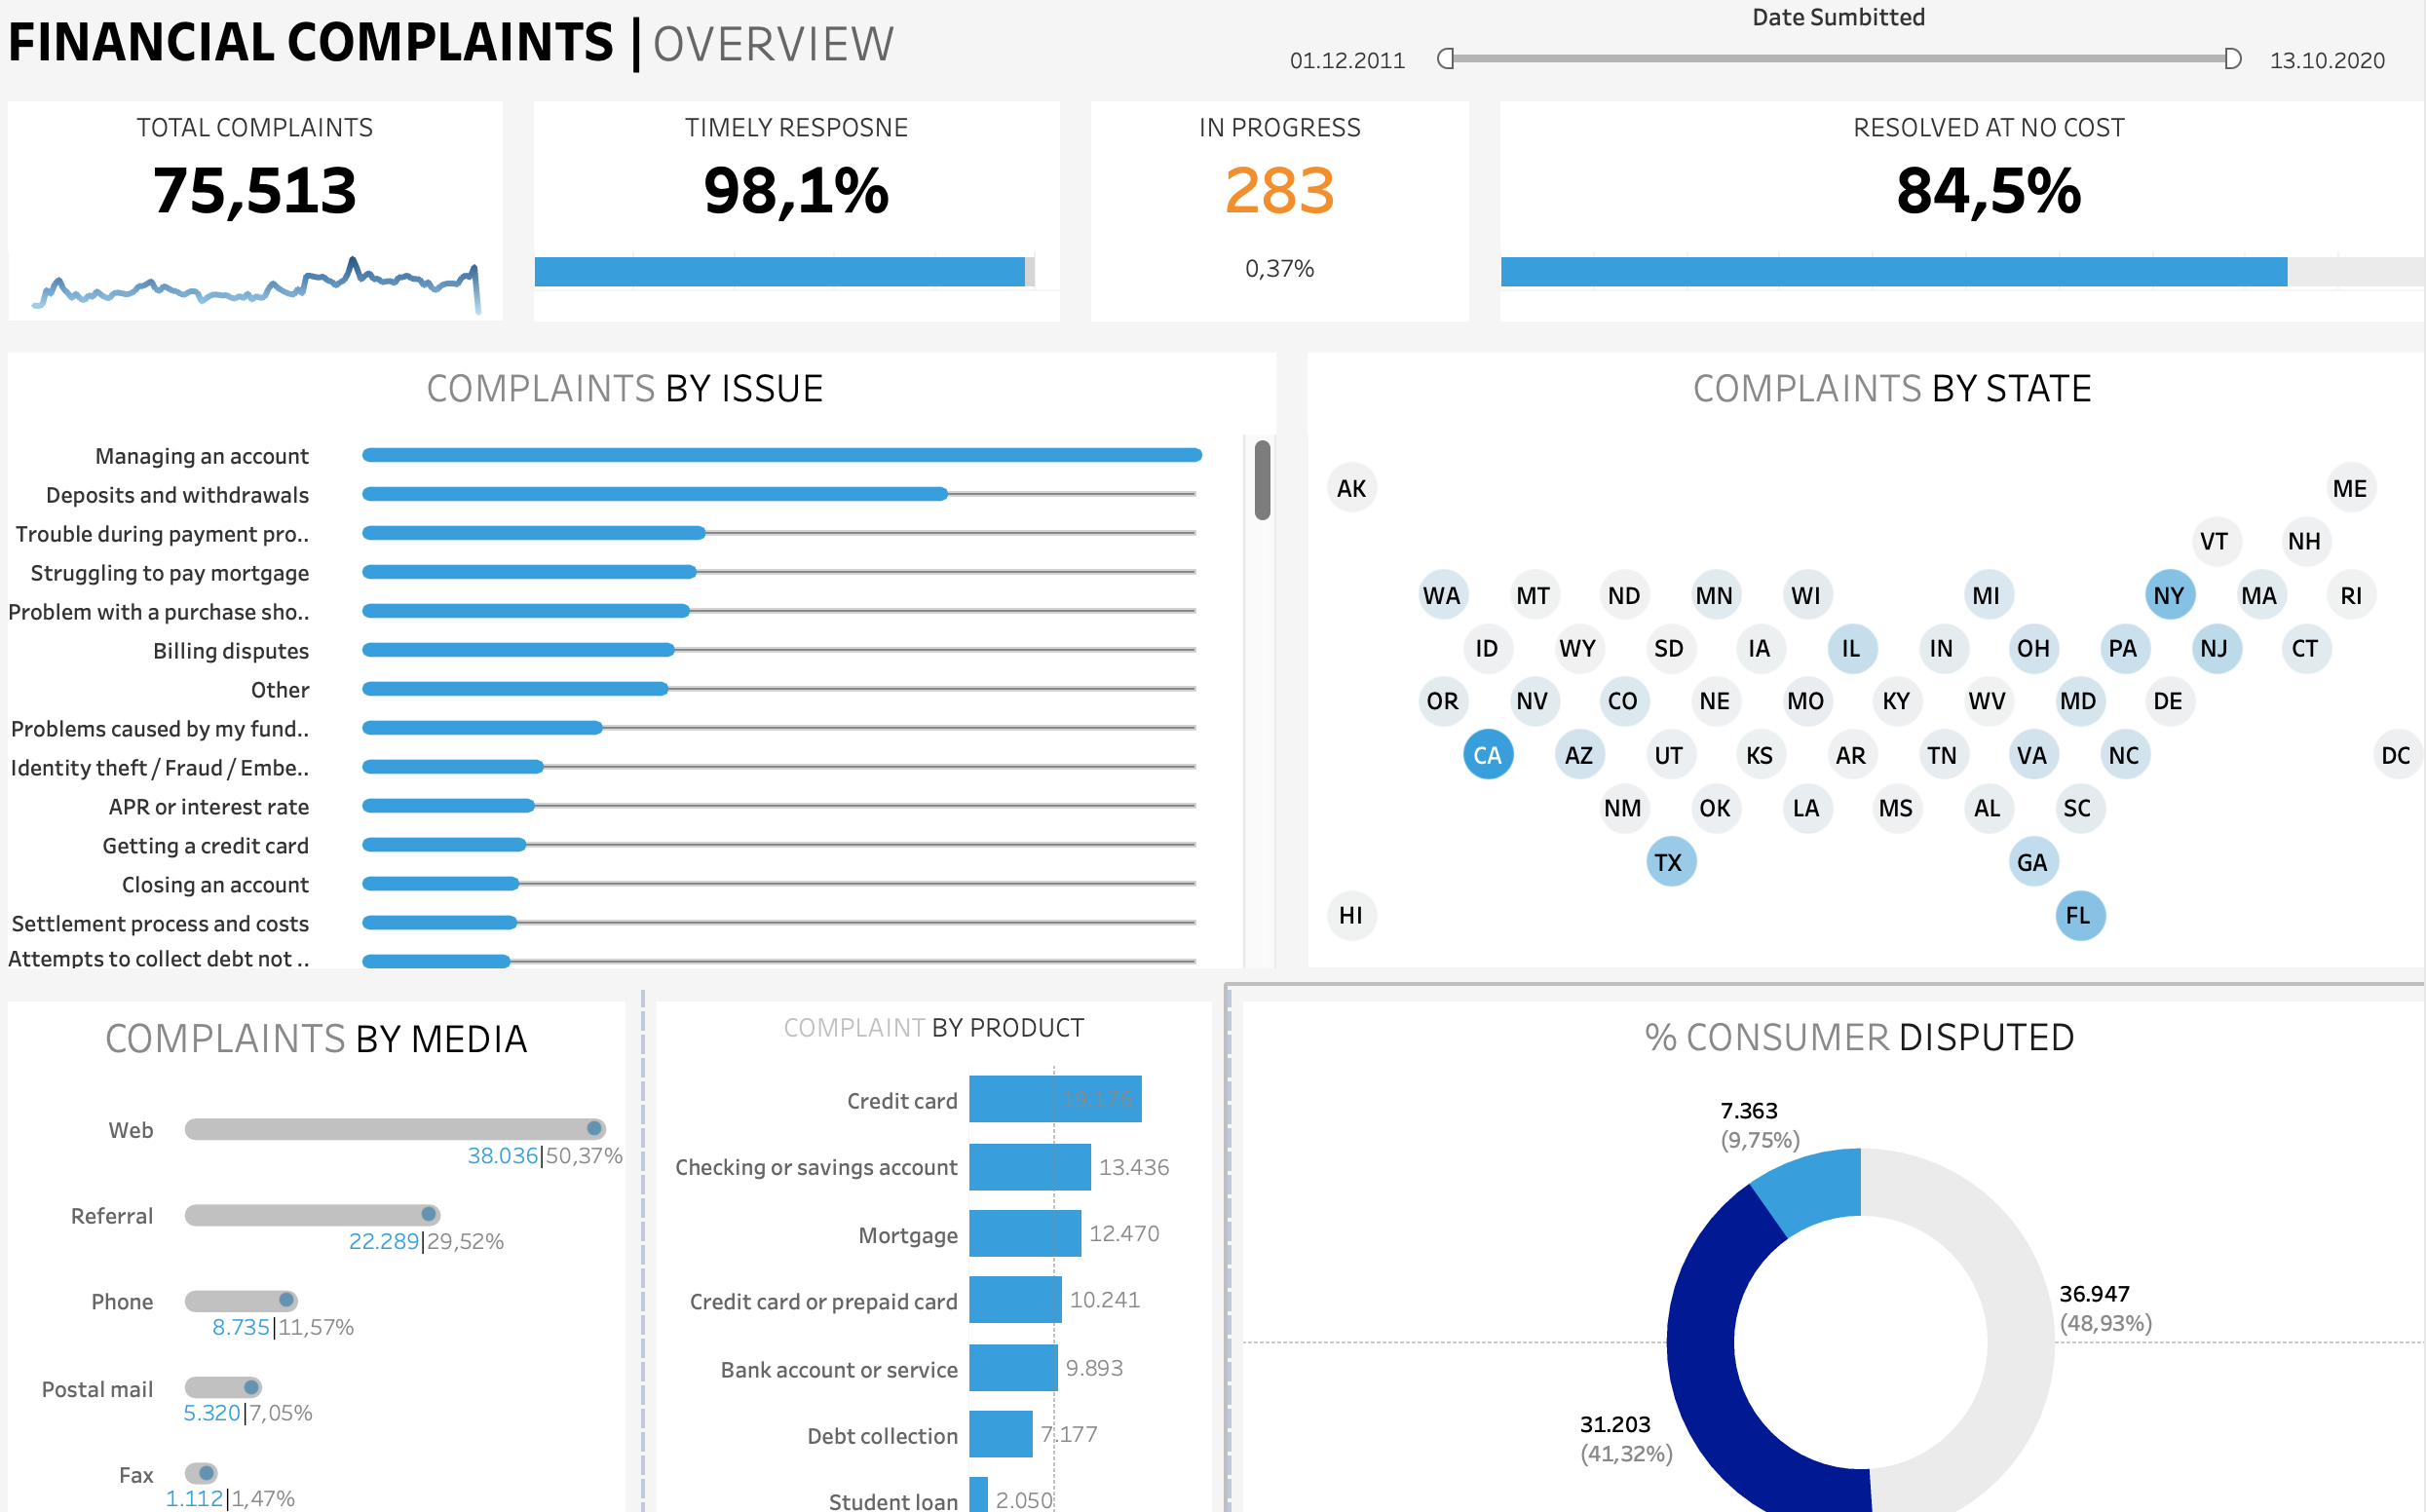 FINANCIAL COMPLAINTS | OVERVIEW
Date Sumbitted
01.12.2011
13.10.2020
TOTAL COMPLAINTS
75,513
TIMELY RESPOSNE
98,1%
IN PROGRESS
283
0,37%
RESOLVED AT NO COST
84,5%
COMPLAINTS BY ISSUE
Managing an account
Deposits and withdrawals
Trouble during payment pro..
Struggling to pay mortgage
Problem with a purchase sho..
Billing disputes
Other
Problems caused by my fund..
Identity theft / Fraud / Embe..
APR or interest rate
Getting a credit card
Closing an account
Settlement process and costs
Attempts to collect debt not ..
COMPLAINTS BY STATE
AK ME
VT NH
WA MT ND MN WI MI NY MA RI
ID WY SD IA IL IN OH PA NJ CT
OR NV CO NE MO KY WV MD DE
CA AZ UT KS AR TN VA NC DC
NM OK LA MS AL SC
TX GA
HI FL
COMPLAINTS BY MEDIA
Web
38.036|50,37%
Referral
22.289|29,52%
Phone
8.735|11,57%
Postal mail
5.320|7,05%
Fax
1.112|1,47%
COMPLAINT BY PRODUCT
Credit card 19.176
Checking or savings account 13.436
Mortgage 12.470
Credit card or prepaid card 10.241
Bank account or service 9.893
Debt collection 7.177
Student loan 2.050
% CONSUMER DISPUTED
7.363
(9,75%)
36.947
(48,93%)
31.203
(41,32%)